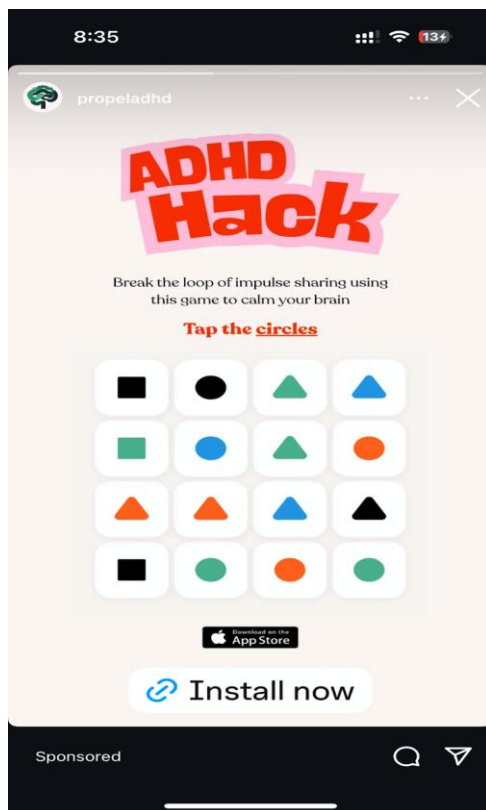 8:35
13
propeladhd
ADHD
Hack
Break the loop of impulse sharing using
this game to calm your brain
Tap the circles
Download on the
App Store
Install now
Sponsored